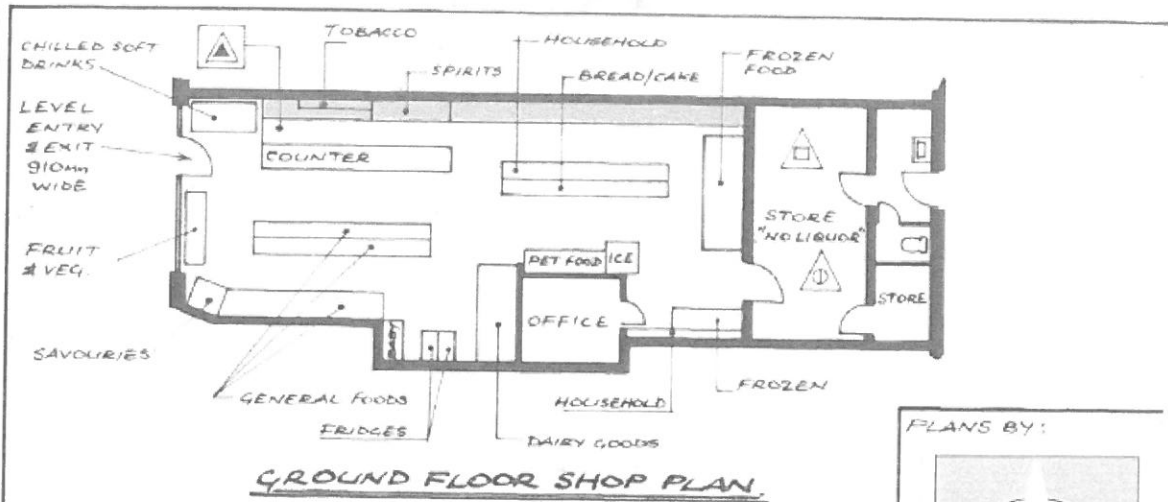 TOBACCO
HOUSEHOLD
CHILLED SOFT
DRINKS
SPIRITS
BREAD/CAKE
FROZEN
FOOD
LEVEL
ENTRY
& EXIT
910mm
WIDE
COUNTER
STORE
"NO LIQUOR"
FRUIT
& VEG.
PET FOOD
ICE
STORE
OFFICE
SAVOURIES
GENERAL FOODS
HOUSEHOLD
FROZEN
FRIDGES
DAIRY GOODS
PLANS BY:
GROUND FLOOR SHOP PLAN.